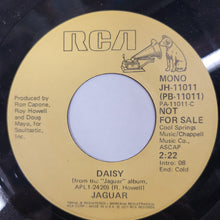 RCA
MONO
JH-11011
(PB-11011)
PA-11011-C
NOT
FOR SALE
Cool Springs
Music/Chappell
Music Co.,
ASCAP
2:22
Intro: 08
End: Cold
Produced by
Ron Capone,
Roy Howell
and Doug
Mayo, for
Soultastic,
Inc.
DAISY
(from the "Jaguar" album,
APL1-2420) (R. Howell)
JAGUAR